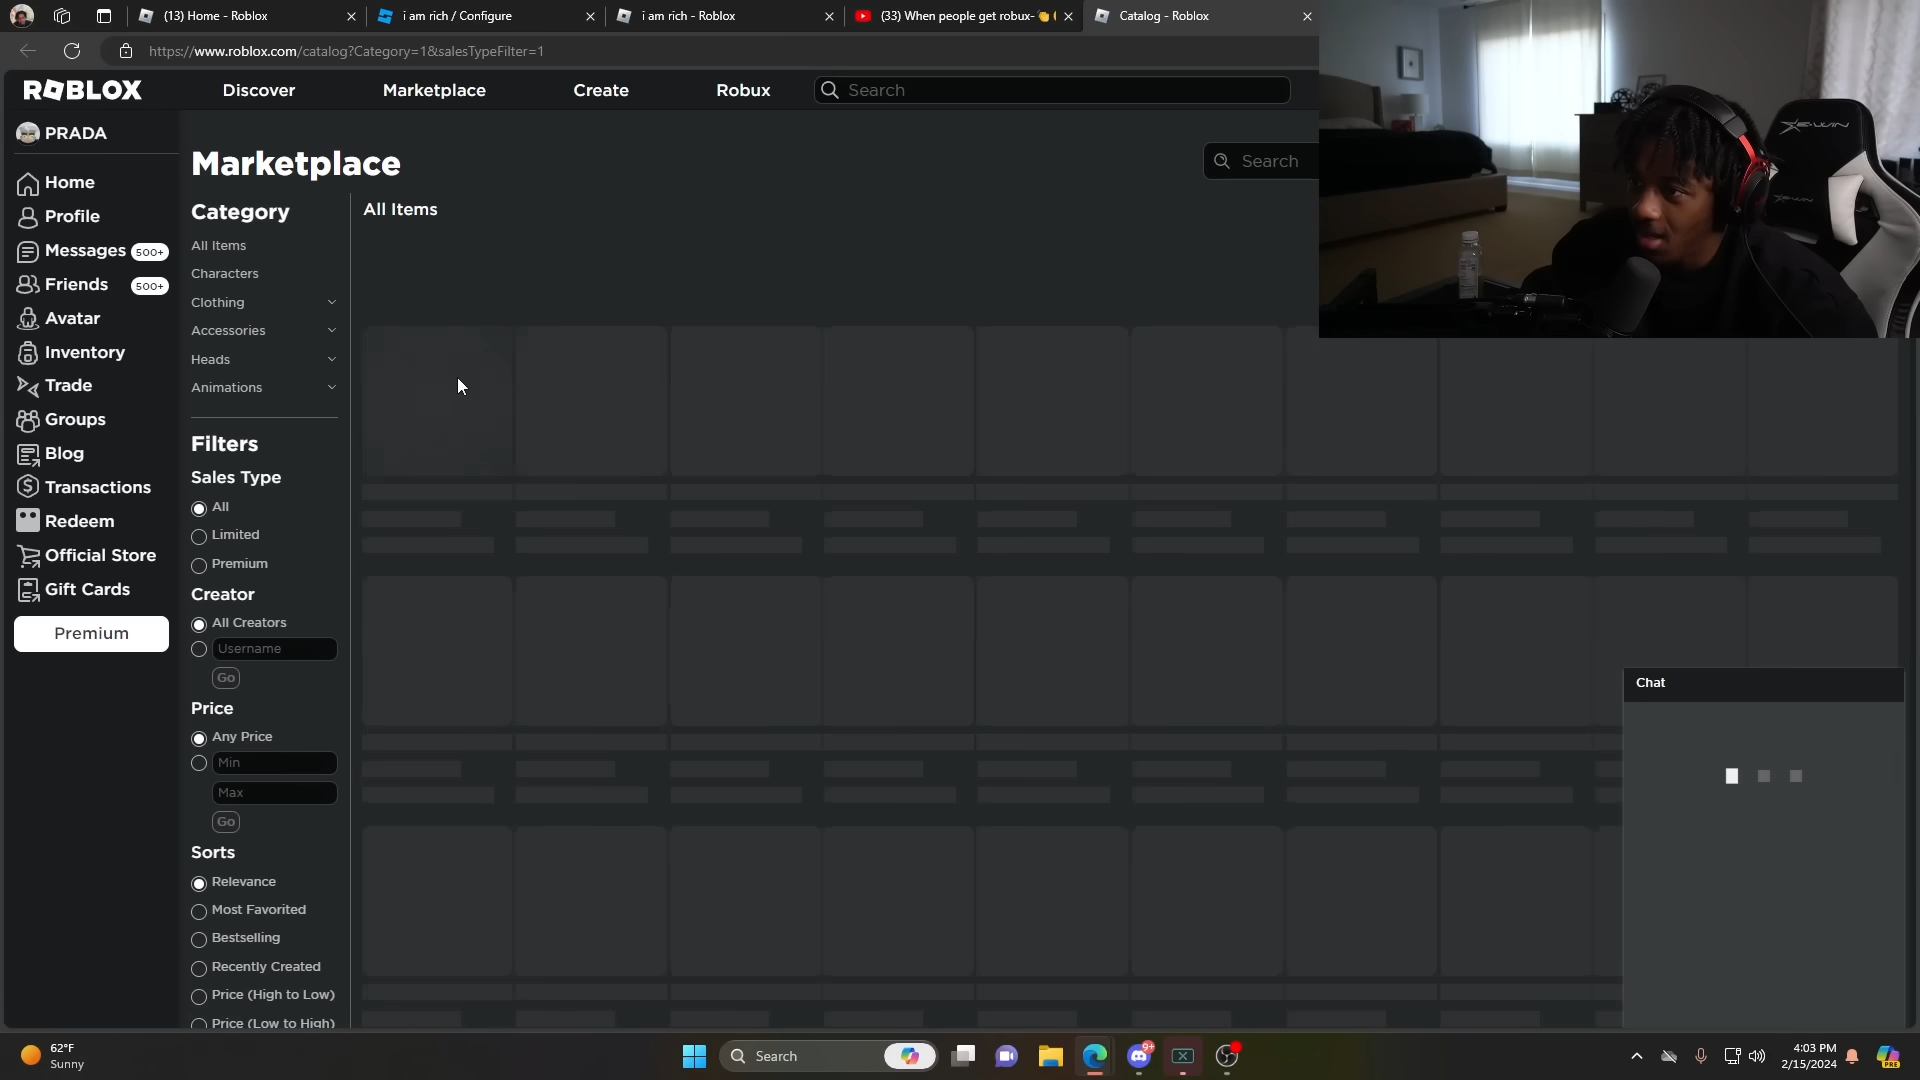 (13) Home - Roblox
i am rich / Configure
i am rich - Roblox
(33) When people get robux-
Catalog - Roblox
https://www.roblox.com/catalog?Category=1&salesTypeFilter=1
ROBLOX
Discover
Marketplace
Create
Robux
Search
PRADA
Home
Profile
Messages 500+
Friends 500+
Avatar
Inventory
Trade
Groups
Blog
Transactions
Redeem
Official Store
Gift Cards
Premium
Marketplace
Search
Category
All Items
Characters
Clothing
Accessories
Heads
Animations
Filters
Sales Type
All
Limited
Premium
Creator
All Creators
Username
Go
Price
Any Price
Min
Max
Go
Sorts
Relevance
Most Favorited
Bestselling
Recently Created
Price (High to Low)
Price (Low to High)
All Items
EWIN
Chat
62°F
Sunny
Search
9+
4:03 PM
2/15/2024
PRE